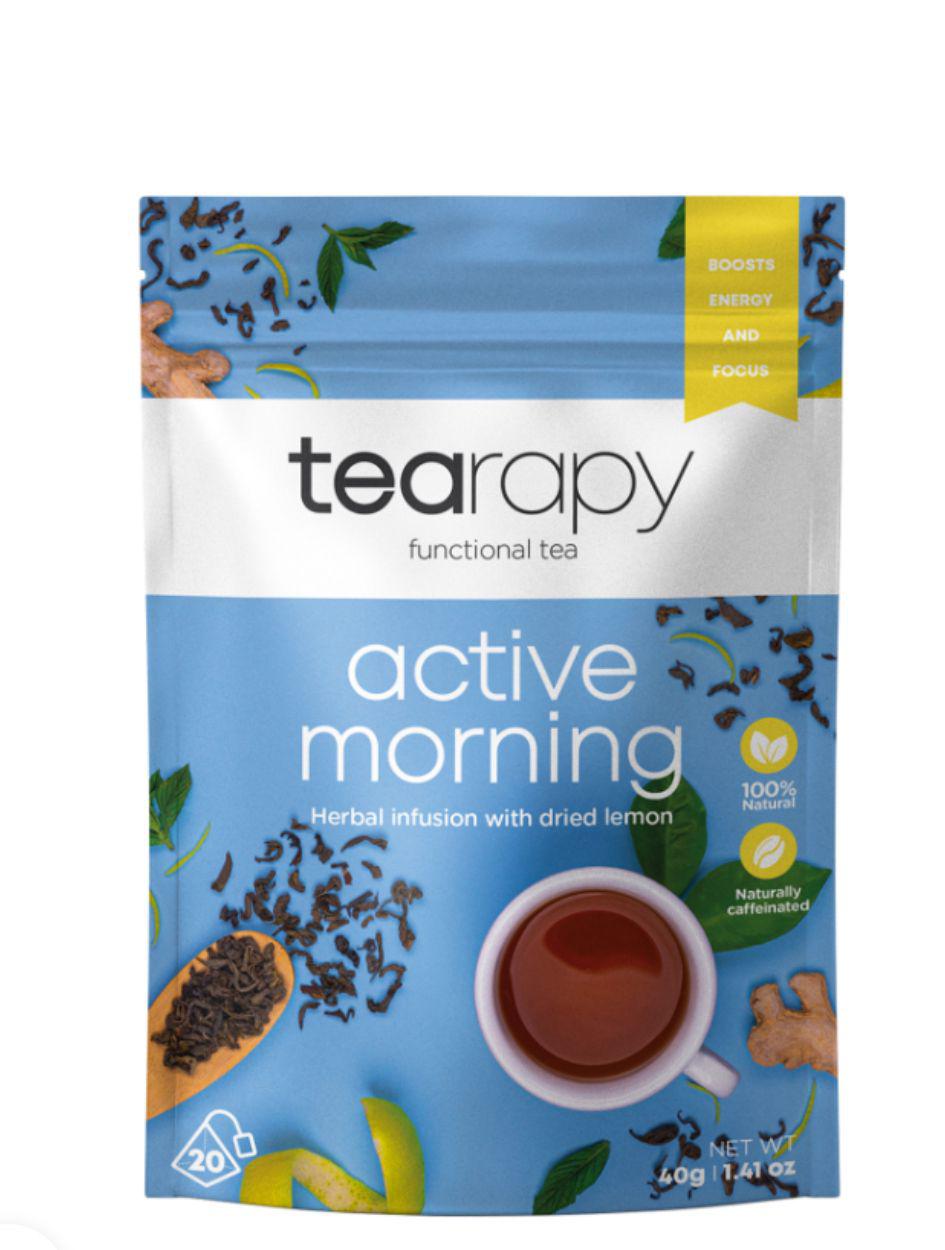 BOOSTS
ENERGY
AND
FOCUS
tearapy
functional tea
active
morning
Herbal infusion with dried lemon
100%
Natural
Naturally
caffeinated
20
NET WT
40g | 1.41 oz